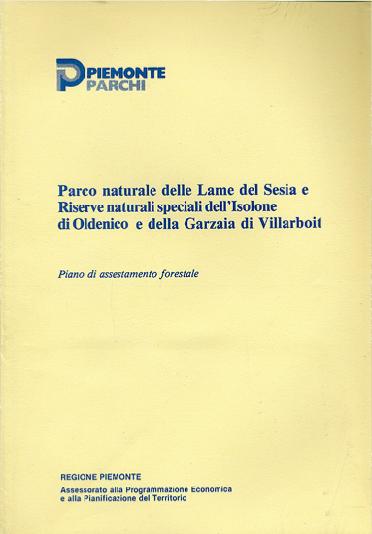 PIEMONTE
PARCHI
Parco naturale delle Lame del Sesia e
Riserve naturali speciali dell'Isolone
di Oldenico e della Garzaia di Villarboit
Piano di assestamento forestale
REGIONE PIEMONTE
Assessorato alla Programmazione Economica
e alla Pianificazione del Territorio